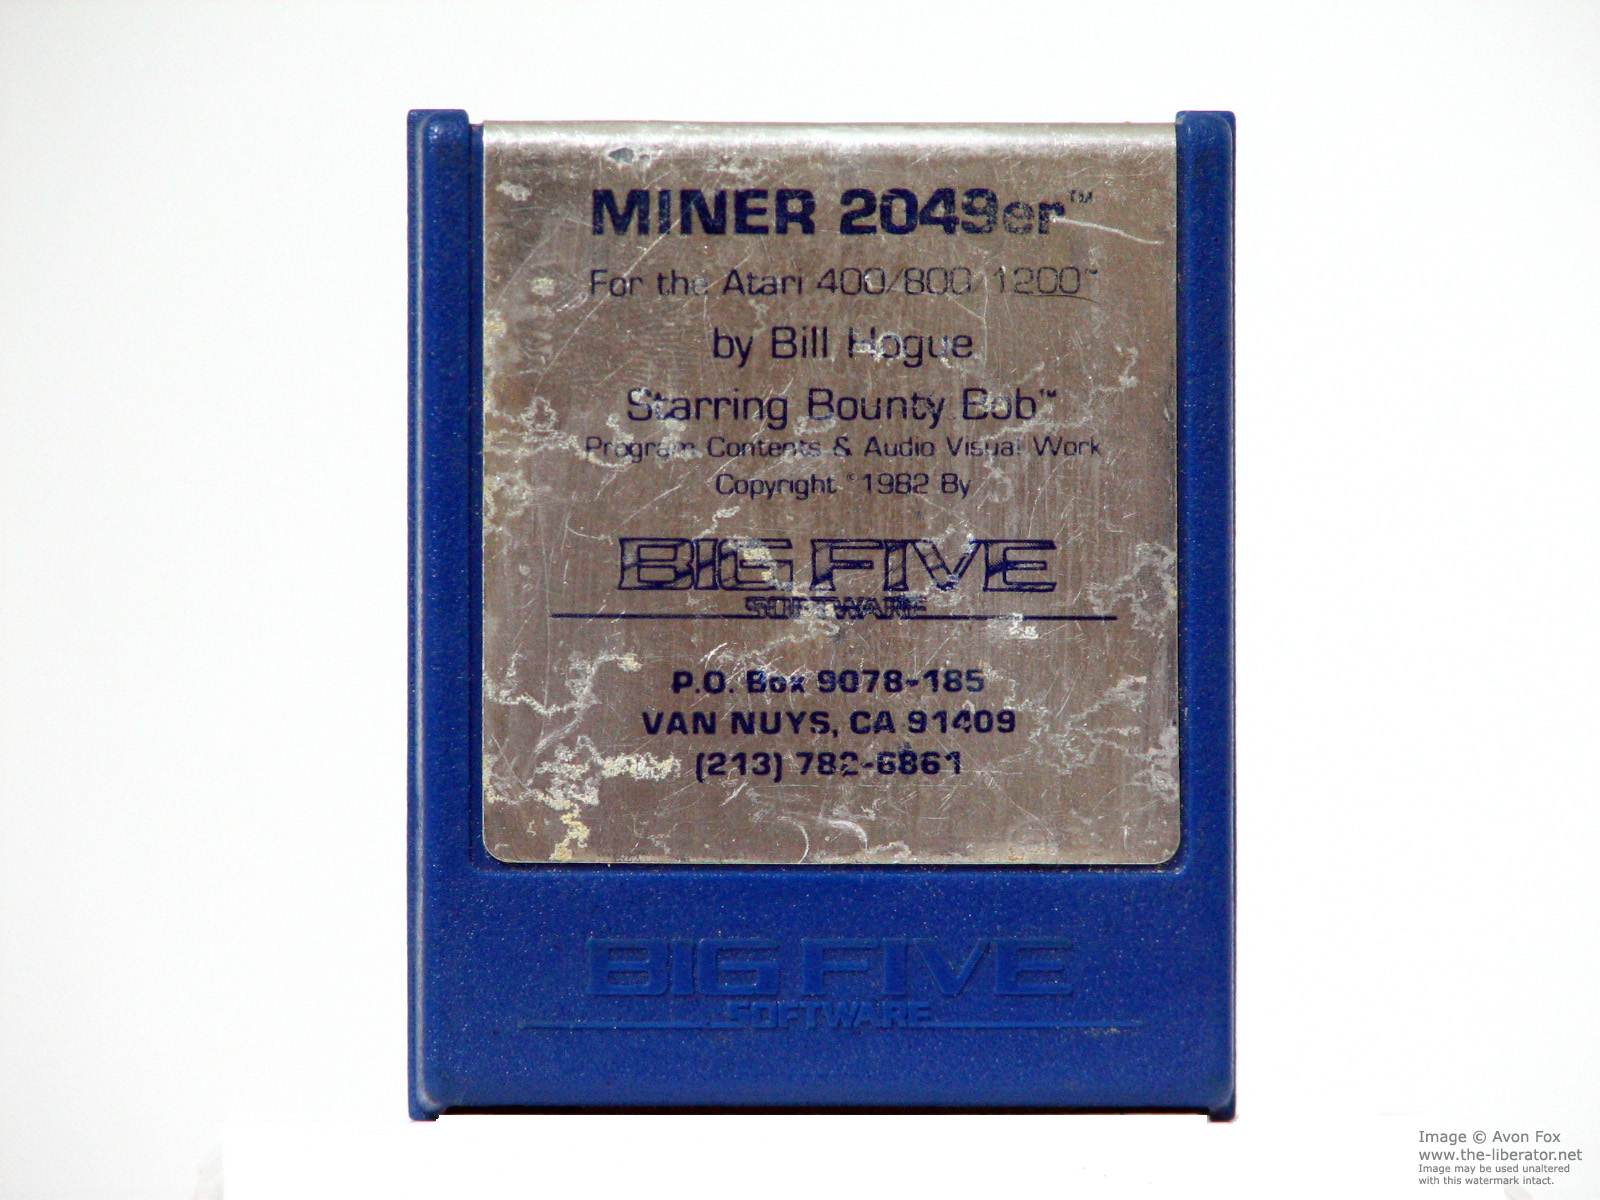 MINER 2049er™
For the Atari 400/800/1200™
by Bill Hogue
Starring Bounty Bob™
Program Contents & Audio Visual Work
Copyright ©1982 By
BIG FIVE
SOFTWARE
P.O. Box 9078-185
VAN NUYS, CA 91409
(213) 782-6861
BIG FIVE
SOFTWARE
Image © Avon Fox
www.the-liberator.net
Image may be used unaltered
with this watermark intact.